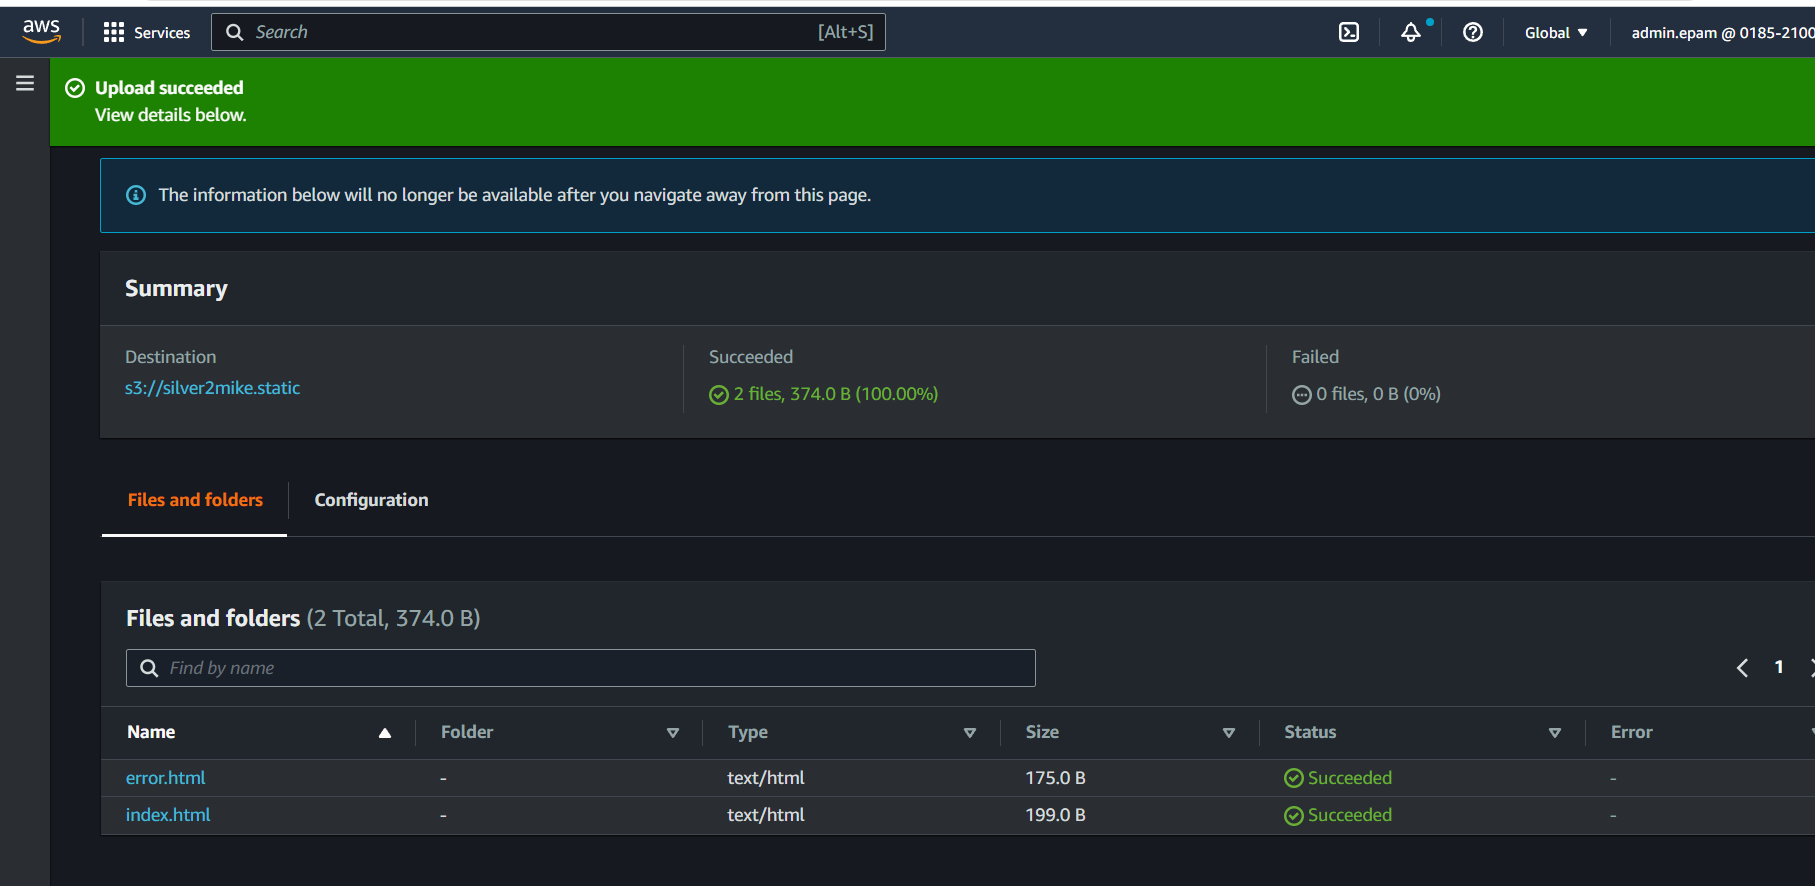 aws
Services
Search
[Alt+S]
Global
admin.epam @ 0185-2100
Upload succeeded
View details below.
The information below will no longer be available after you navigate away from this page.
Summary
Destination
s3://silver2mike.static
Succeeded
2 files, 374.0 B (100.00%)
Failed
0 files, 0 B (0%)
Files and folders
Configuration
Files and folders (2 Total, 374.0 B)
Find by name
1
Name Folder Type Size Status Error
error.html - text/html 175.0 B Succeeded -
index.html - text/html 199.0 B Succeeded -